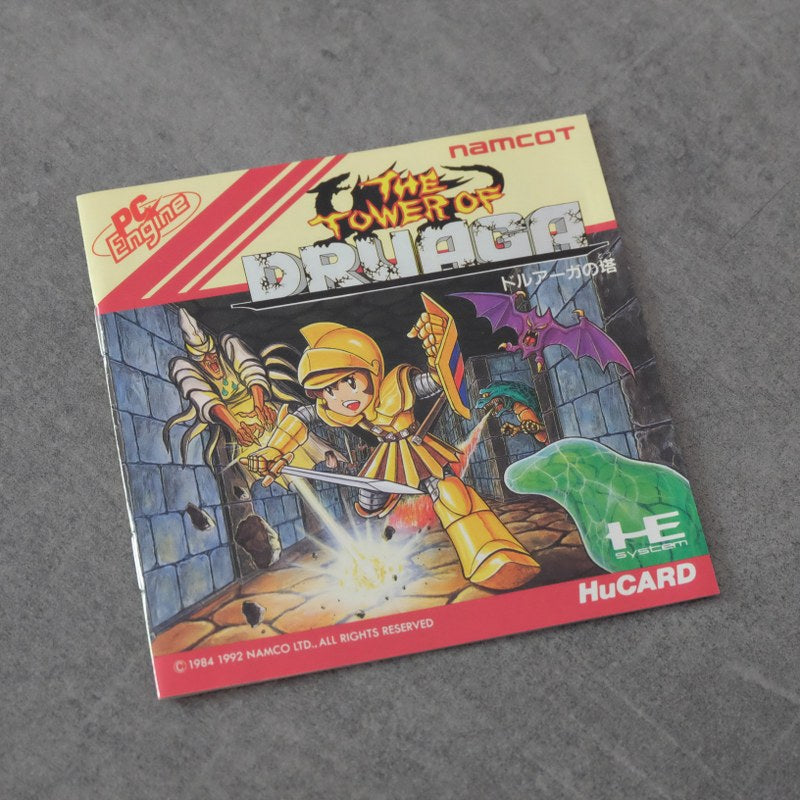 namcot
PC
Engine
THE
TOWER OF
DRUAGA
ドルアーガの塔
HE
system
HuCARD
© 1984 1992 NAMCO LTD., ALL RIGHTS RESERVED